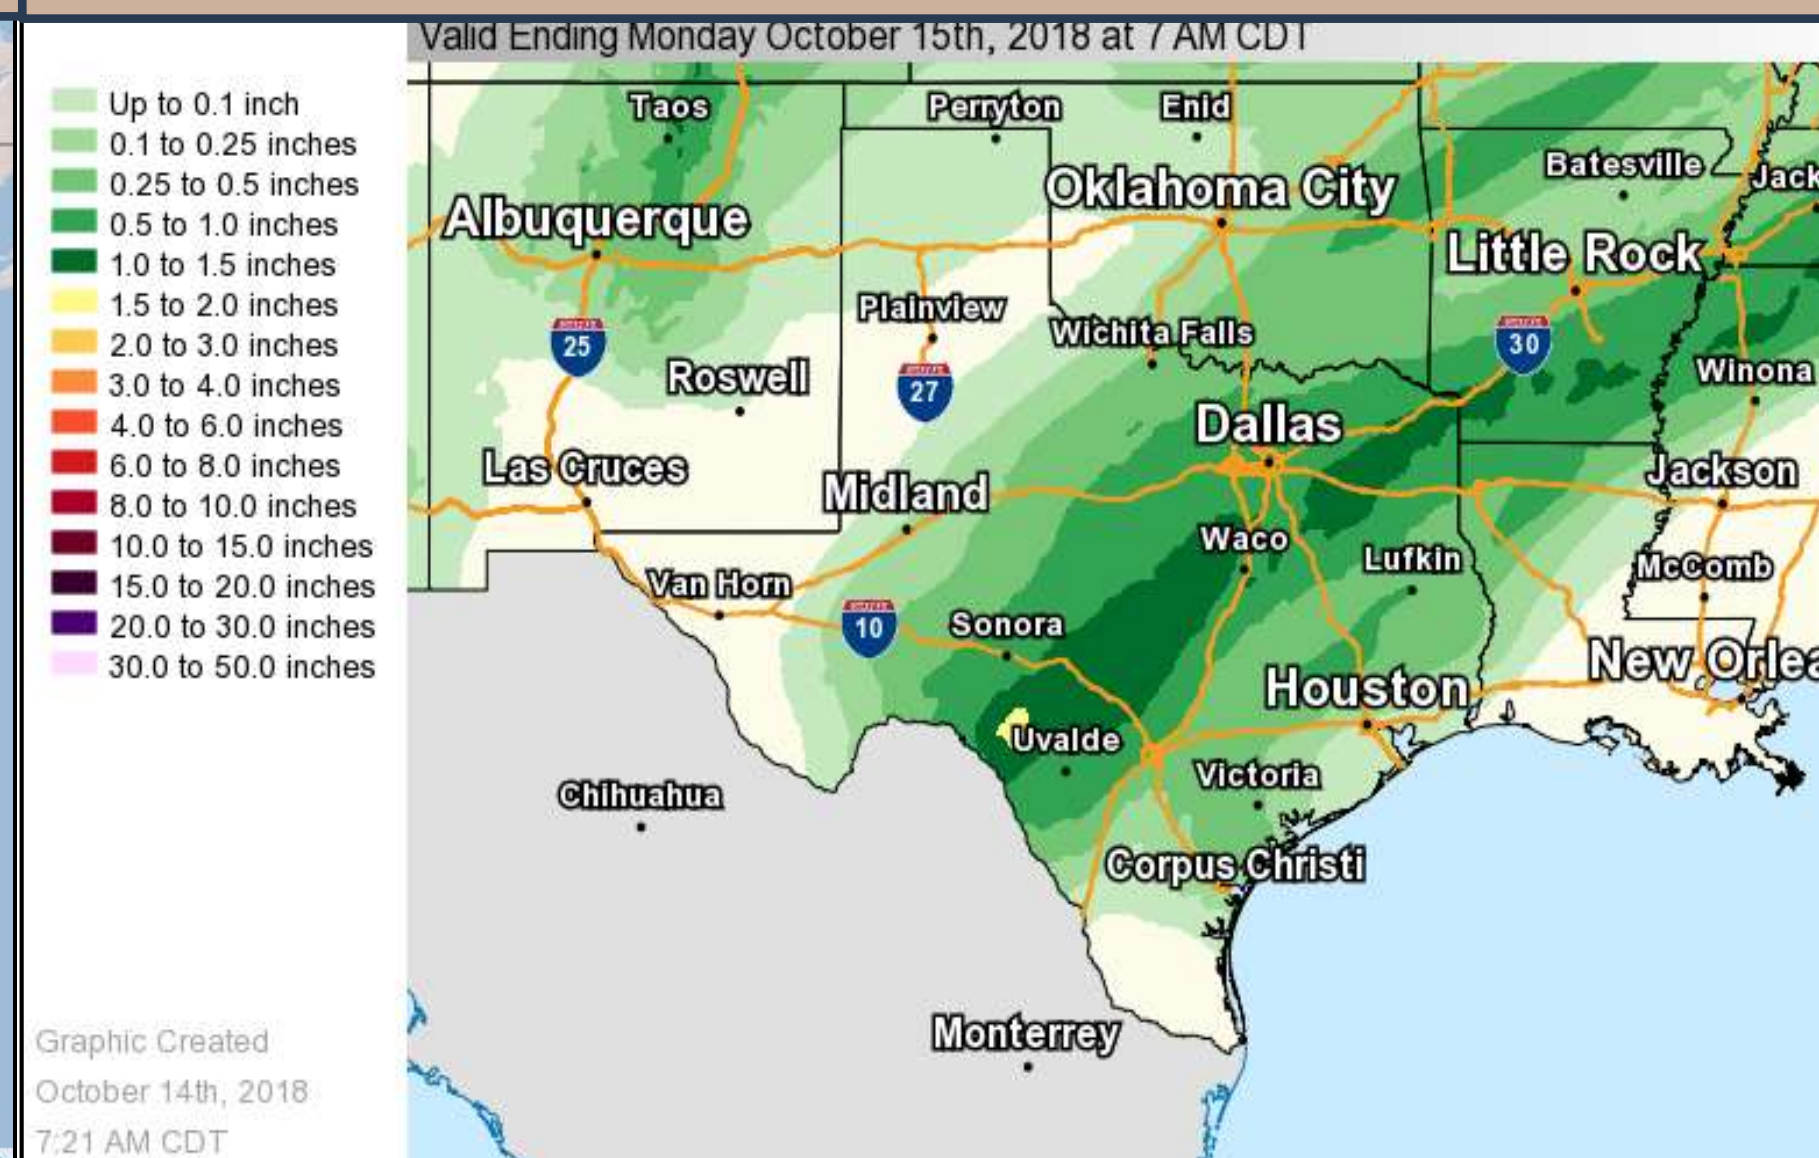 Valid Ending Monday October 15th, 2018 at 7 AM CDT
Up to 0.1 inch
0.1 to 0.25 inches
0.25 to 0.5 inches
0.5 to 1.0 inches
1.0 to 1.5 inches
1.5 to 2.0 inches
2.0 to 3.0 inches
3.0 to 4.0 inches
4.0 to 6.0 inches
6.0 to 8.0 inches
8.0 to 10.0 inches
10.0 to 15.0 inches
15.0 to 20.0 inches
20.0 to 30.0 inches
30.0 to 50.0 inches
Graphic Created
October 14th, 2018
7:21 AM CDT
Taos
Perryton
Enid
Batesville
Jack
Oklahoma City
Albuquerque
Little Rock
Plainview
Wichita Falls
25
30
Roswell
27
Winona
Dallas
Las Cruces
Midland
Jackson
Waco
Lufkin
McComb
Van Horn
10
Sonora
New Orlea
Houston
Uvalde
Victoria
Chihuahua
Corpus Christi
Monterrey